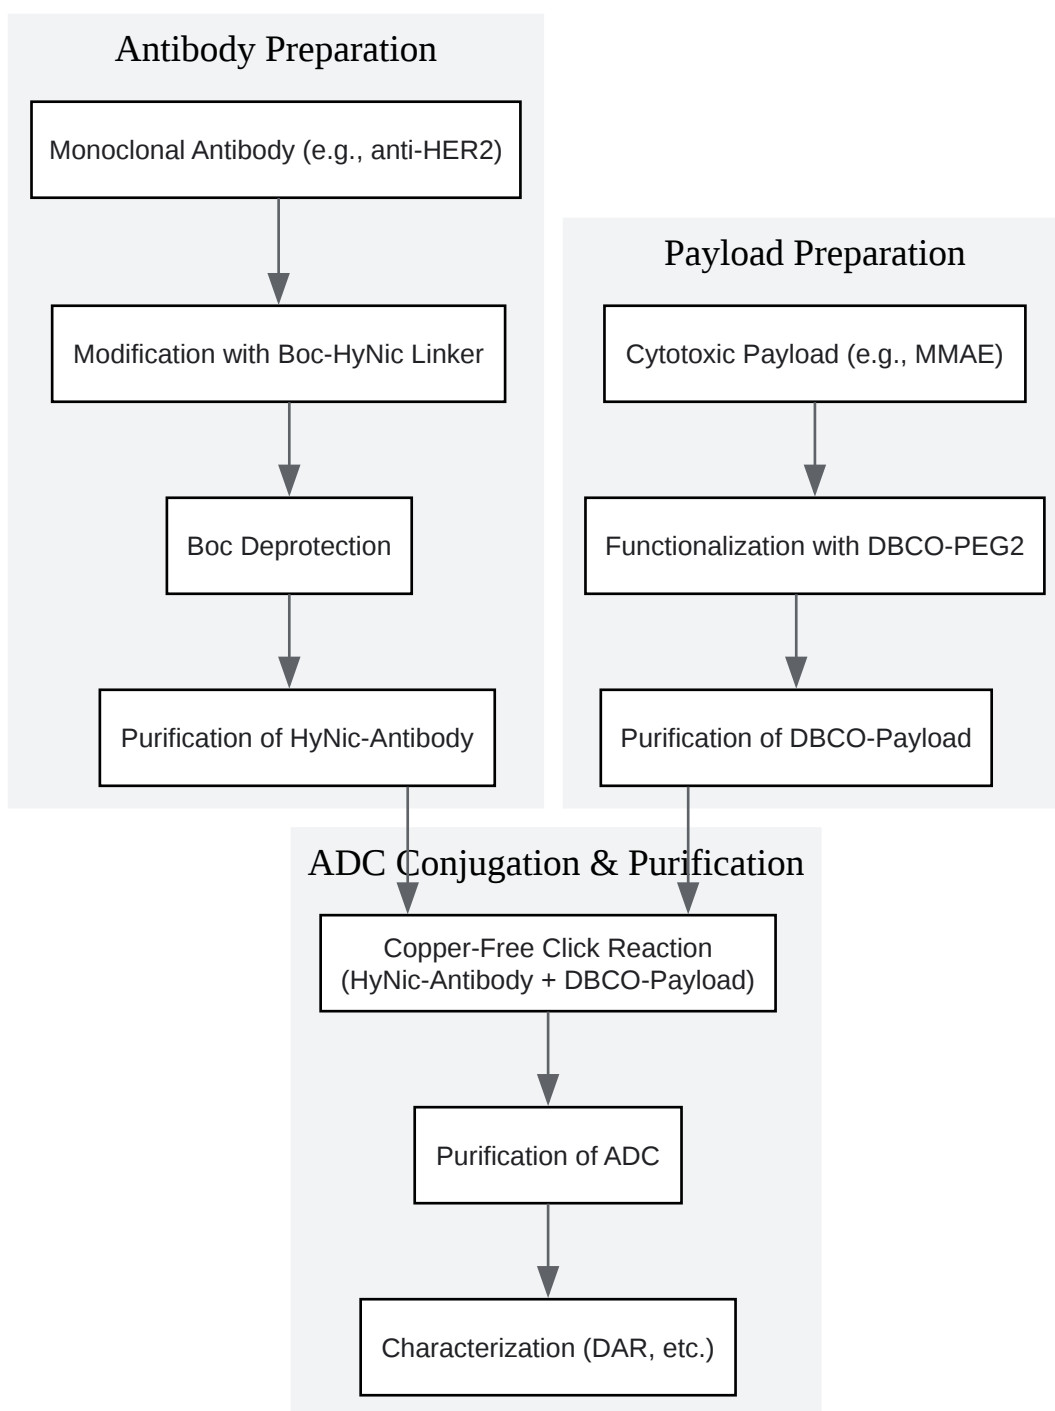 Antibody Preparation
Monoclonal Antibody (e.g., anti-HER2)
Modification with Boc-HyNic Linker
Boc Deprotection
Purification of HyNic-Antibody
Payload Preparation
Cytotoxic Payload (e.g., MMAE)
Functionalization with DBCO-PEG2
Purification of DBCO-Payload
ADC Conjugation & Purification
Copper-Free Click Reaction
(HyNic-Antibody + DBCO-Payload)
Purification of ADC
Characterization (DAR, etc.)